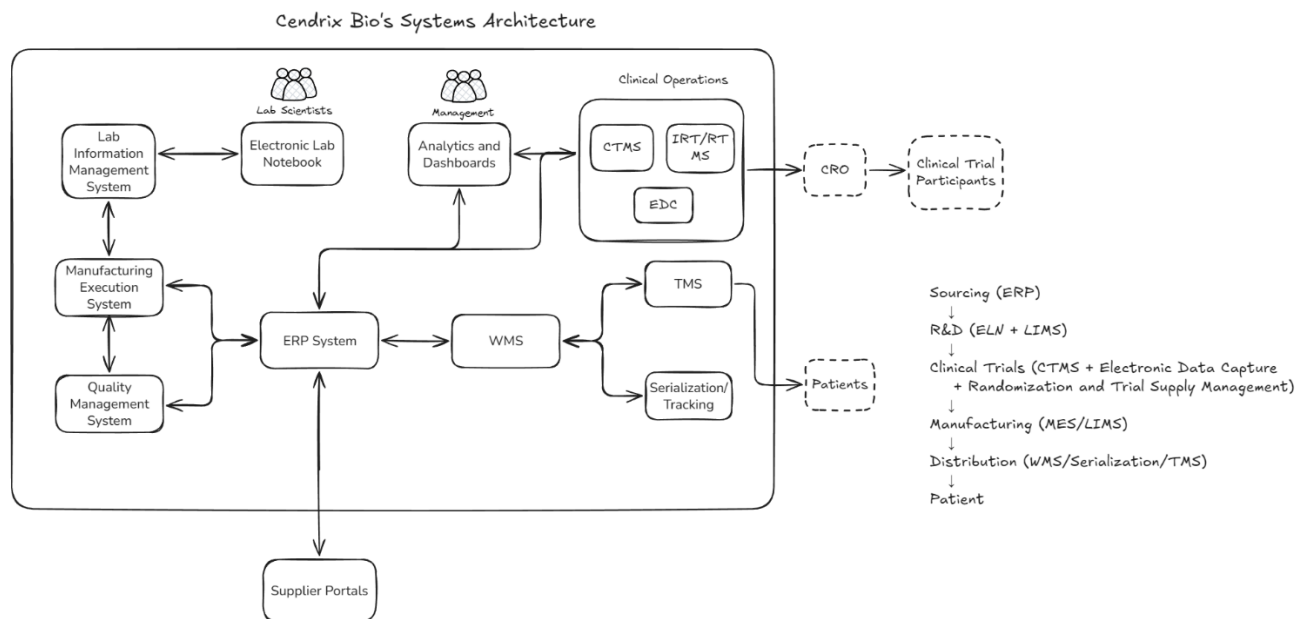 Cendrix Bio's Systems Architecture
Lab Scientists
Management
Clinical Operations
Lab
Information
Management
System
Electronic Lab
Notebook
Analytics and
Dashboards
CTMS
IRT/RT
MS
EDC
CRO
Clinical Trial
Participants
Manufacturing
Execution
System
ERP System
WMS
TMS
Quality
Management
System
Serialization/
Tracking
Patients
Supplier Portals
Sourcing (ERP)
↓
R&D (ELN + LIMS)
↓
Clinical Trials (CTMS + Electronic Data Capture
+ Randomization and Trial Supply Management)
↓
Manufacturing (MES/LIMS)
↓
Distribution (WMS/Serialization/TMS)
↓
Patient